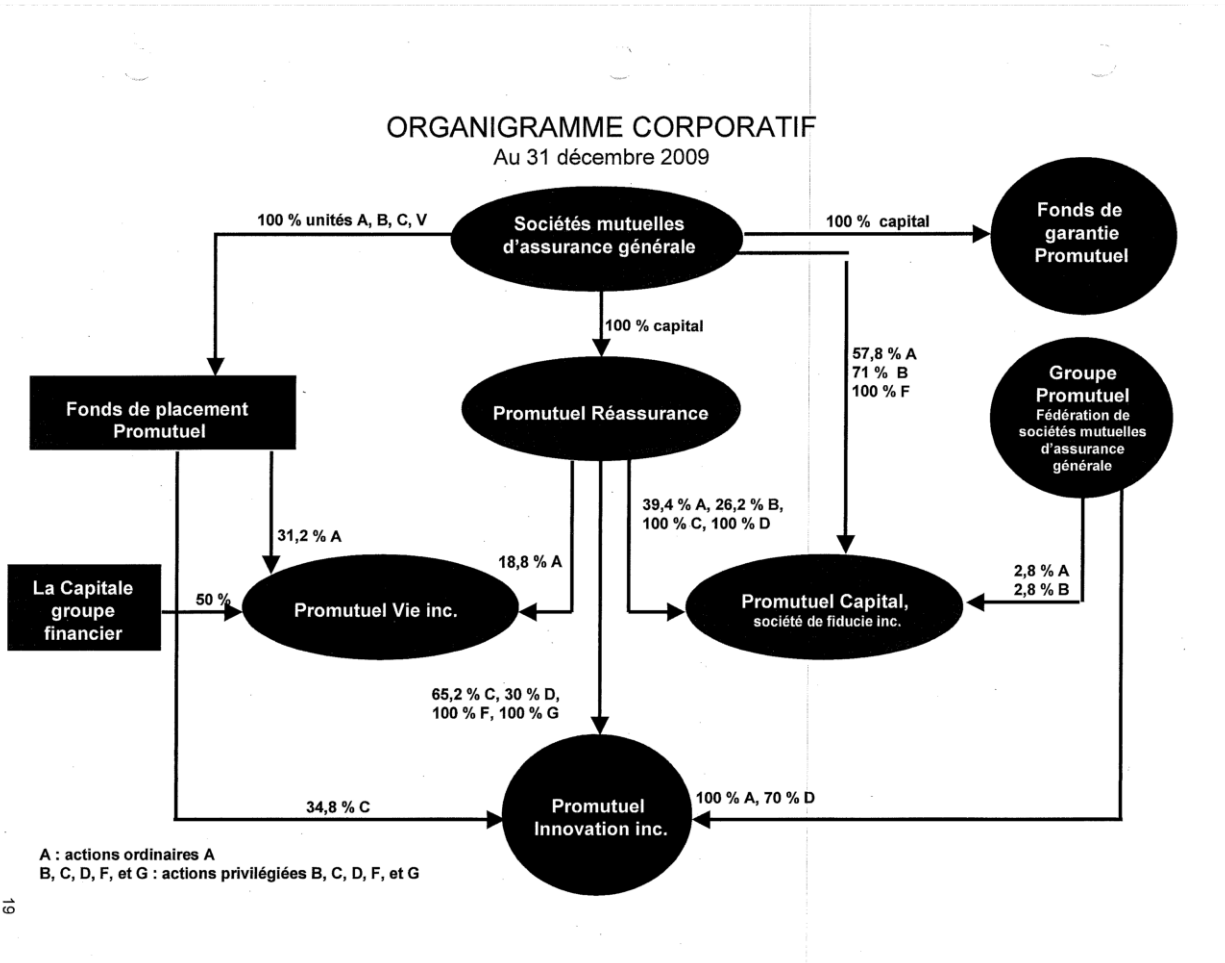 ORGANIGRAMME CORPORATIF
Au 31 décembre 2009
100 % unités A, B, C, V
Sociétés mutuelles
d'assurance générale
100 % capital
Fonds de
garantie
Promutuel
100 % capital
57,8 % A
71 % B
100 % F
Fonds de placement
Promutuel
Promutuel Réassurance
Groupe
Promutuel
Fédération de
sociétés mutuelles
d'assurance
générale
31,2 % A
18,8 % A
39,4 % A, 26,2 % B,
100 % C, 100 % D
La Capitale
groupe
financier
50 %
Promutuel Vie inc.
Promutuel Capital,
société de fiducie inc.
2,8 % A
2,8 % B
65,2 % C, 30 % D,
100 % F, 100 % G
34,8 % C
Promutuel
Innovation inc.
100 % A, 70 % D
A : actions ordinaires A
B, C, D, F, et G : actions privilégiées B, C, D, F, et G
19